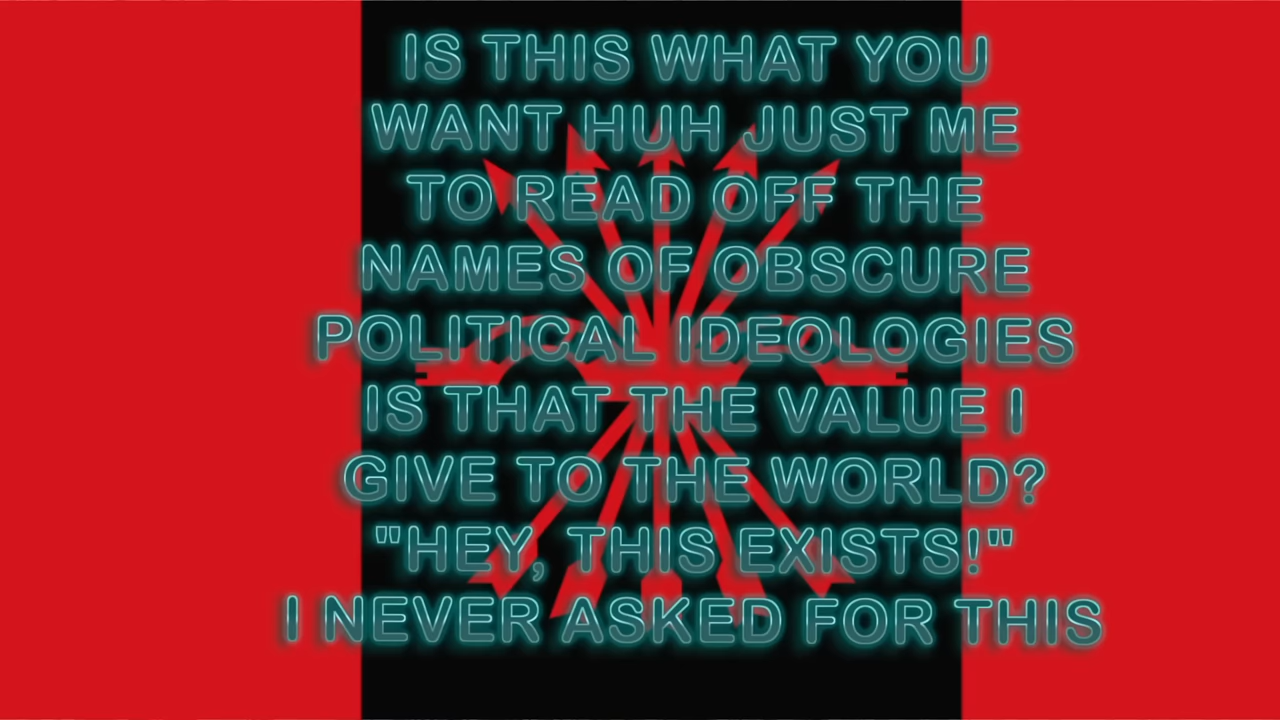 IS THIS WHAT YOU
WANT HUH JUST ME
TO READ OFF THE
NAMES OF OBSCURE
POLITICAL IDEOLOGIES
IS THAT THE VALUE I
GIVE TO THE WORLD?
"HEY, THIS EXISTS!"
I NEVER ASKED FOR THIS